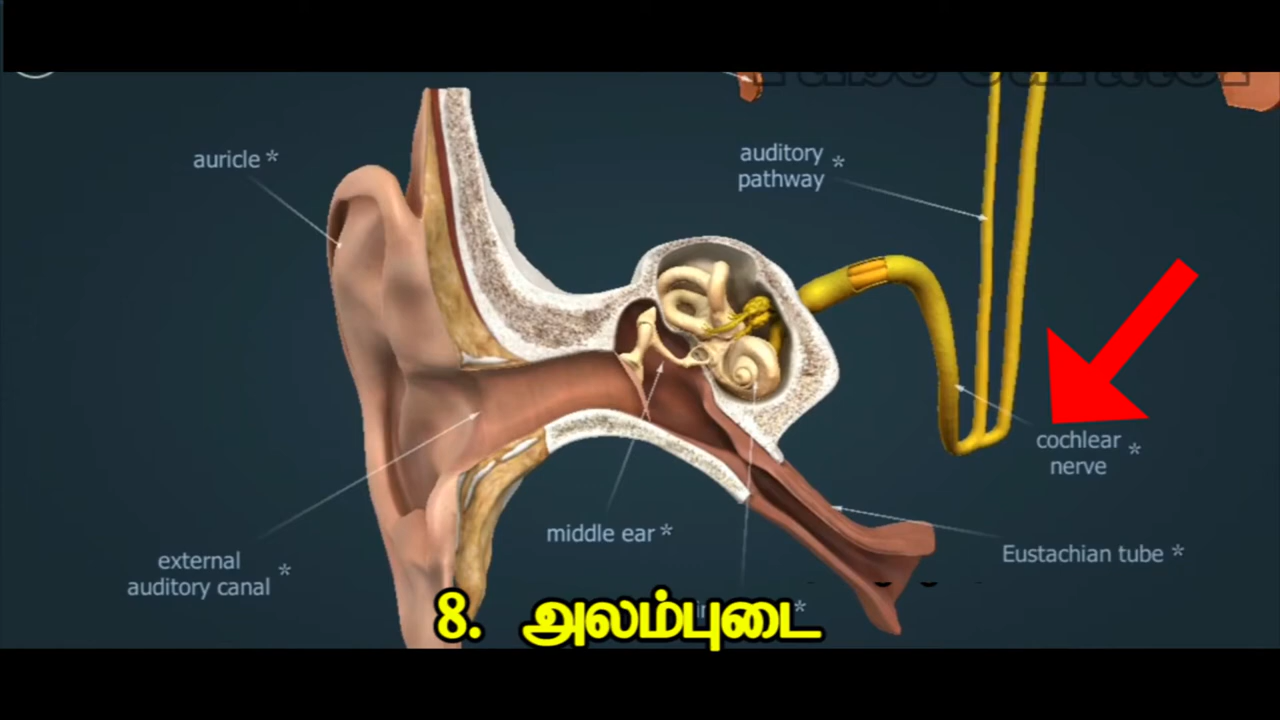 auricle *
auditory *
pathway
cochlear *
nerve
middle ear *
Eustachian tube *
external *
auditory canal
8. அலம்புடை